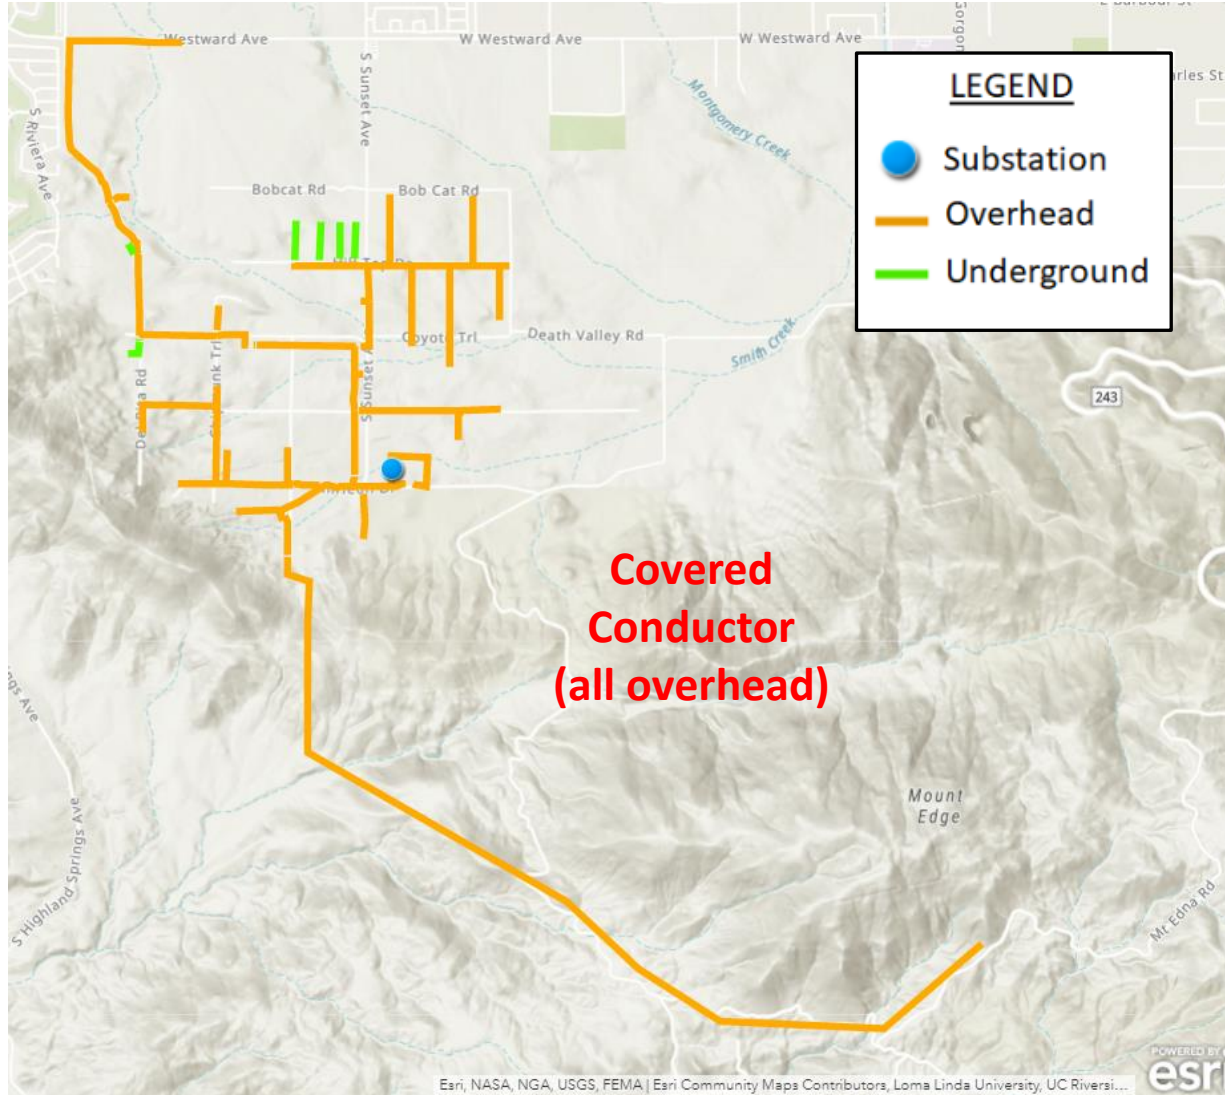 Westward Ave
W Westward Ave
W Westward Ave
S Sunset Ave
S Riviera Ave
Montgomery Creek
LEGEND
Substation
Overhead
Underground
Bobcat Rd
Bob Cat Rd
Coyote Trl
Death Valley Rd
Smith Creek
S Sunset
243
Covered
Conductor
(all overhead)
Mount
Edge
S Highland Springs Ave
Mt Edna Rd
POWERED BY
esri
Esri, NASA, NGA, USGS, FEMA | Esri Community Maps Contributors, Loma Linda University, UC Riversi...